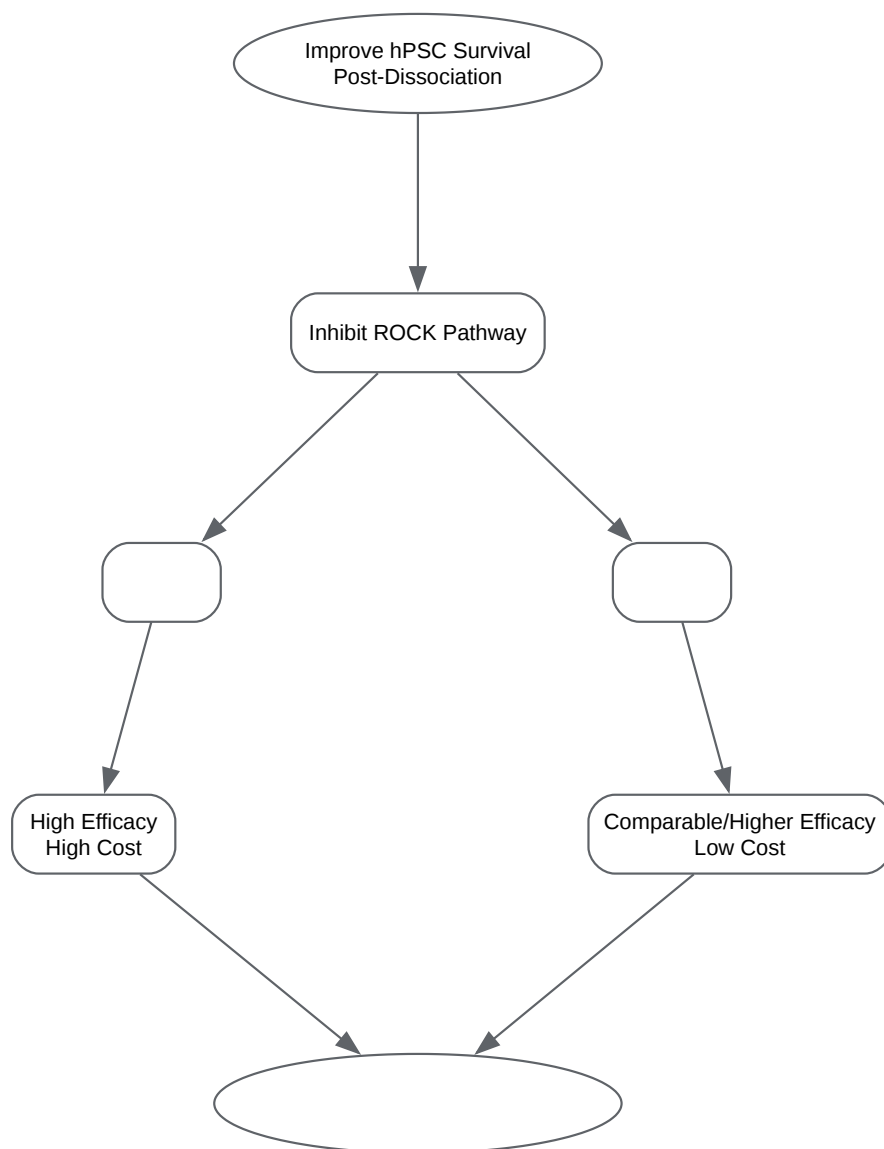 Improve hPSC Survival
Post-Dissociation
Inhibit ROCK Pathway
High Efficacy
High Cost
Comparable/Higher Efficacy
Low Cost